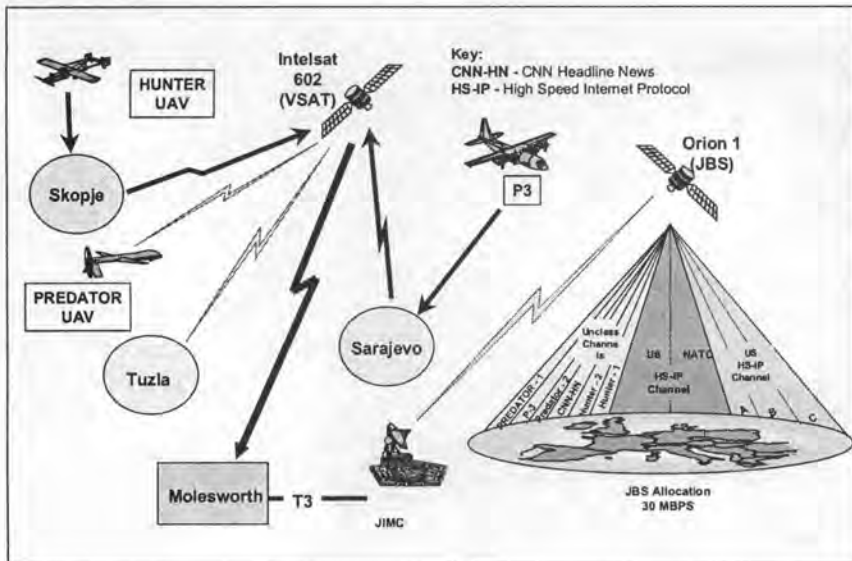 HUNTER
UAV
Intelsat
602
(VSAT)
Key:
CNN-HN - CNN Headline News
HS-IP - High Speed Internet Protocol
Orion 1
(JBS)
Skopje
P3
PREDATOR
UAV
Tuzla
Sarajevo
Unclass
Channe
ls
US
NATO
HS-IP
Channel
US
HS-IP
Channel
PREDATOR - 1
P-3
Predator - 2
CNN-HN
Hunter - 2
Hunter - 1
A
B
C
Molesworth
T3
JIMC
JBS Allocation
30 MBPS